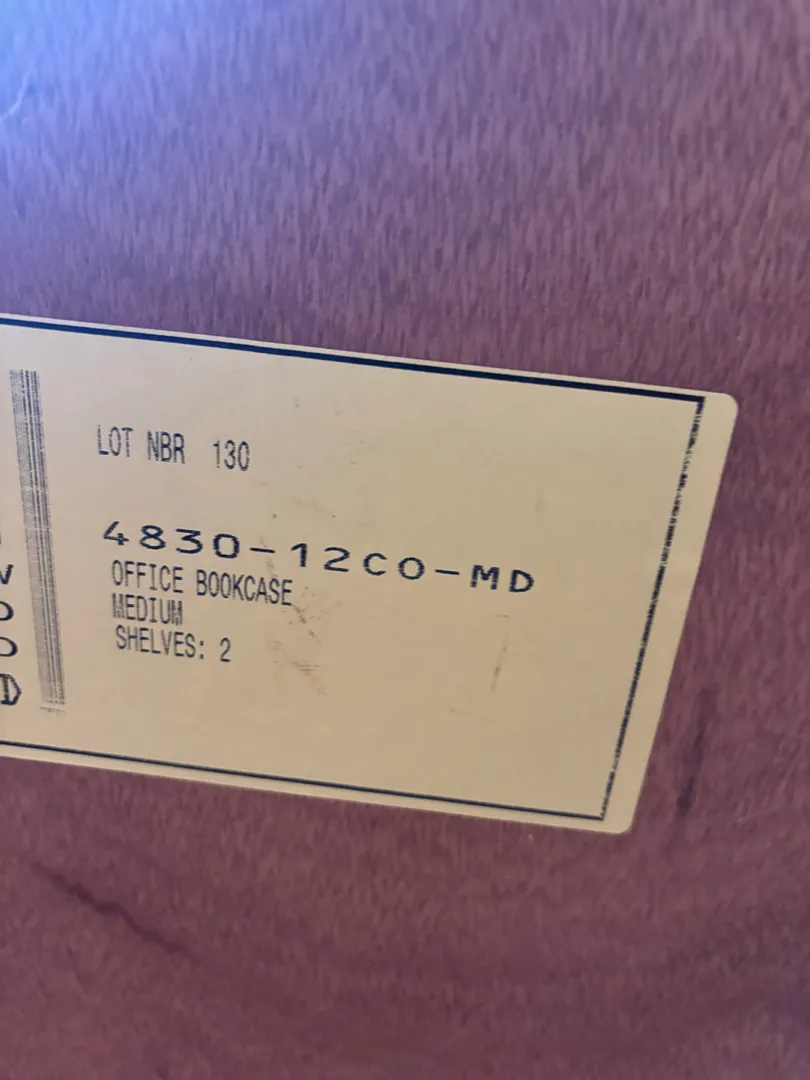 LOT NBR 130
4830-12CO-MD
OFFICE BOOKCASE
MEDIUM
SHELVES: 2